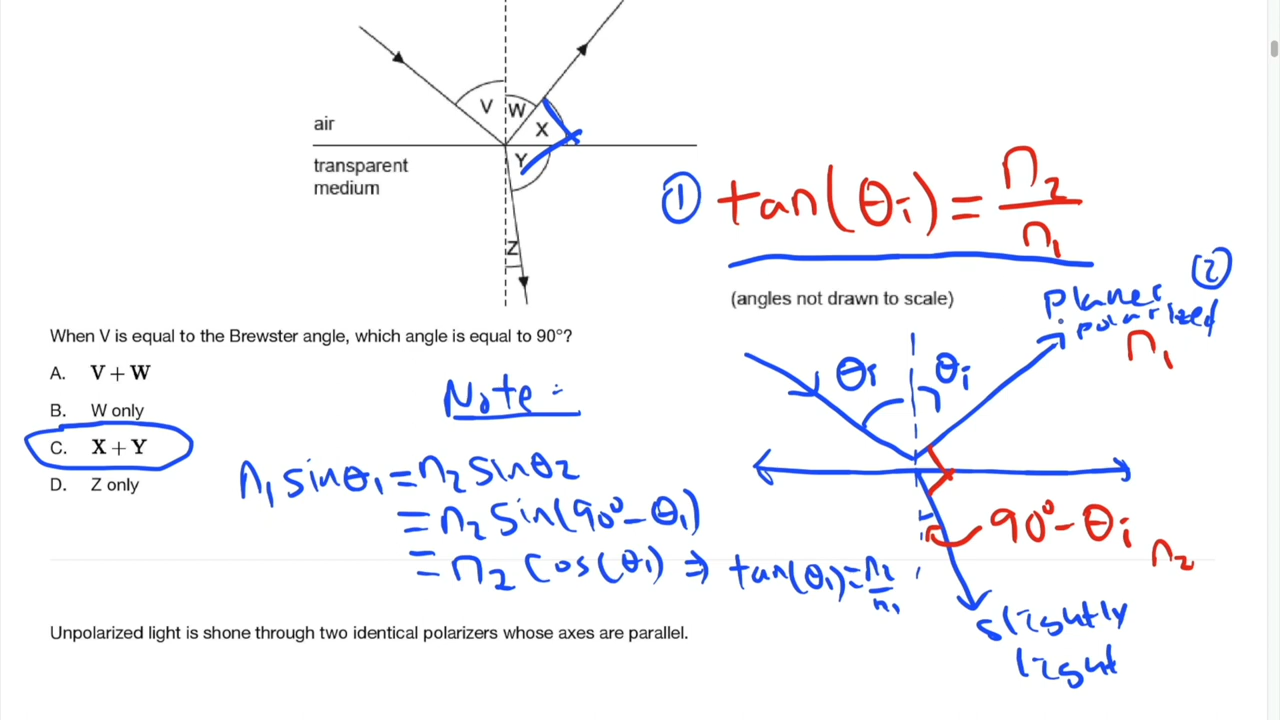 V W
X
air
Y
transparent
medium
Z
① tan(θi) = n2/n1
(angles not drawn to scale)
②
planer
polarized
n1
θi θi
When V is equal to the Brewster angle, which angle is equal to 90°?
A. V + W
B. W only
C. X + Y
D. Z only
Note :
n1 sinθ1 = n2 sinθ2
= n2 sin(90° - θ1)
= n2 cos(θ1) ⇒ tan(θ1) = n2/n1
90° - θi
n2
slightly
light
Unpolarized light is shone through two identical polarizers whose axes are parallel.